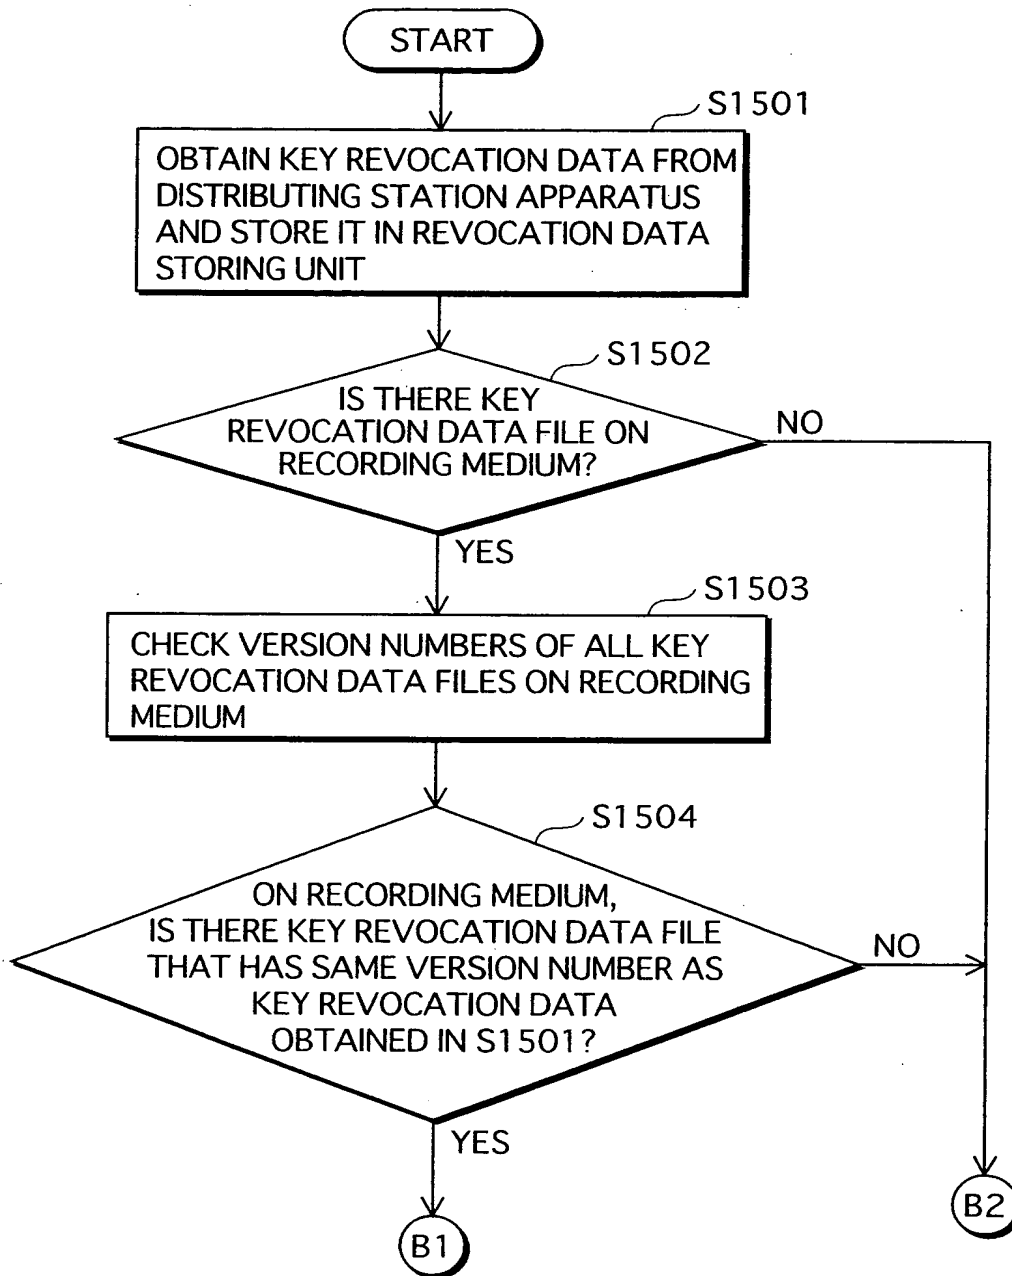 START
S1501
OBTAIN KEY REVOCATION DATA FROM
DISTRIBUTING STATION APPARATUS
AND STORE IT IN REVOCATION DATA
STORING UNIT
S1502
IS THERE KEY
REVOCATION DATA FILE ON
RECORDING MEDIUM?
NO
YES
S1503
CHECK VERSION NUMBERS OF ALL KEY
REVOCATION DATA FILES ON RECORDING
MEDIUM
S1504
ON RECORDING MEDIUM,
IS THERE KEY REVOCATION DATA FILE
THAT HAS SAME VERSION NUMBER AS
KEY REVOCATION DATA
OBTAINED IN S1501?
NO
YES
B2
B1